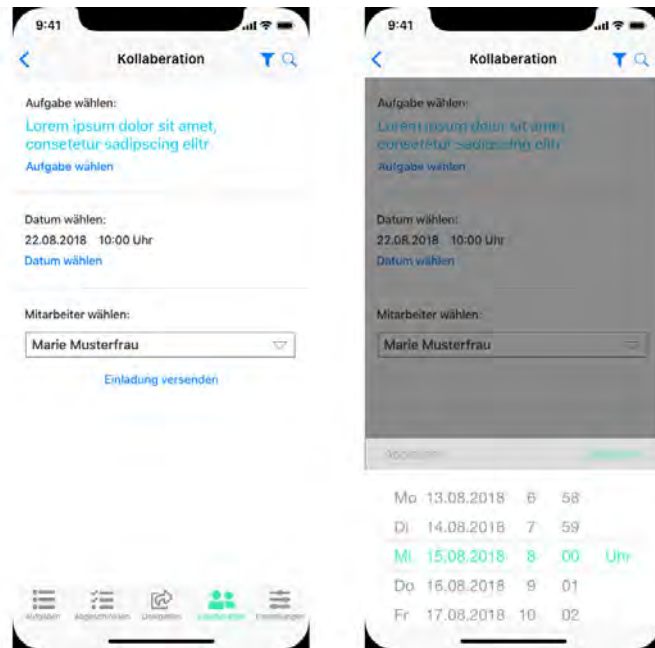 9:41
Kollaberation
Aufgabe wählen:
Lorem ipsum dolor sit amet,
consetetur sadipscing elitr
Aufgabe wählen
Datum wählen:
22.08.2018 10:00 Uhr
Datum wählen
Mitarbeiter wählen:
Marie Musterfrau
Einladung versenden
Aufgaben
Kollaberation
Einstellungen
9:41
Kollaberation
Aufgabe wählen:
Lorem ipsum dolor sit amet,
consetetur sadipscing elitr
Aufgabe wählen
Datum wählen:
22.08.2018 10:00 Uhr
Datum wählen
Mitarbeiter wählen:
Marie Musterfrau
Mo 13.08.2018 6 58
Di 14.08.2018 7 59
Mi 15.08.2018 8 00 Uhr
Do 16.08.2018 9 01
Fr 17.08.2018 10 02